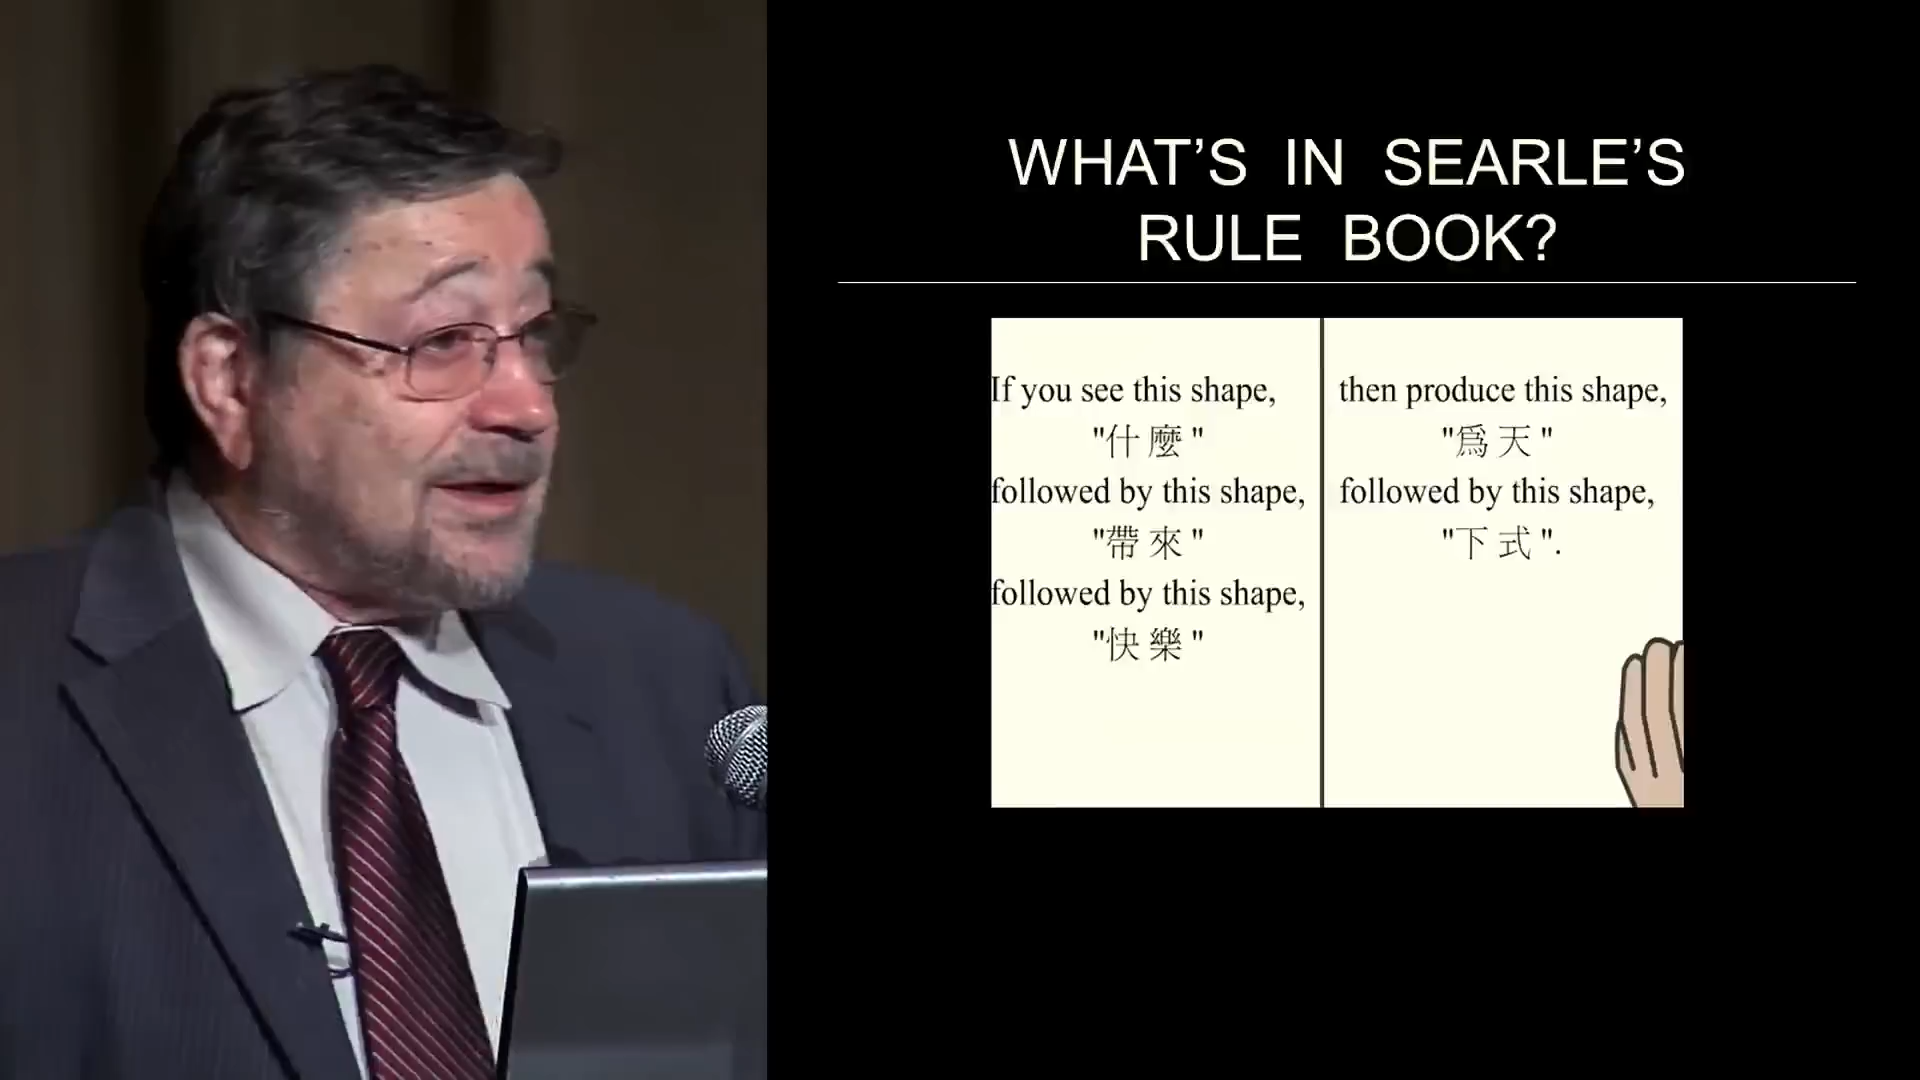 WHAT'S IN SEARLE'S
RULE BOOK?
If you see this shape,
"什麼"
followed by this shape,
"帶來"
followed by this shape,
"快樂"
then produce this shape,
"爲天"
followed by this shape,
"下式".